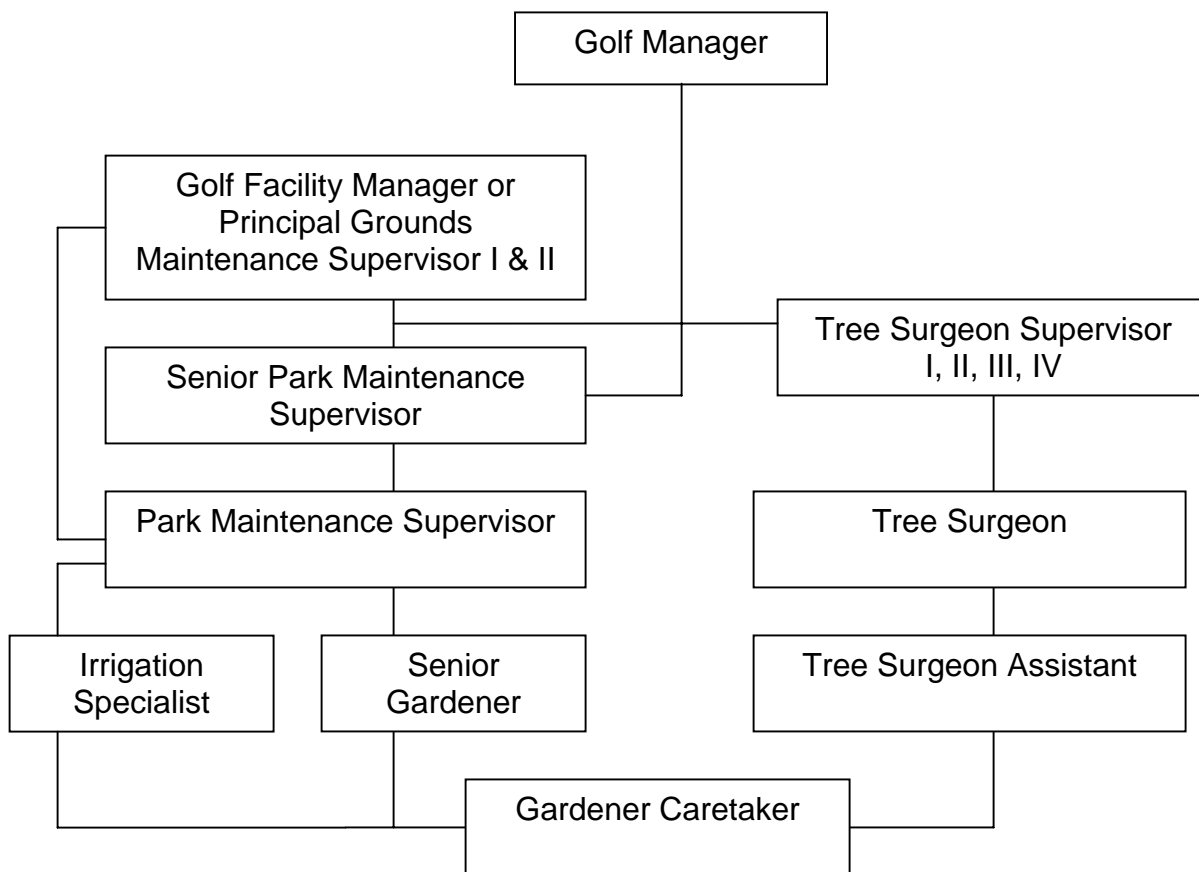 Golf Manager
Golf Facility Manager or
Principal Grounds
Maintenance Supervisor I & II
Tree Surgeon Supervisor
I, II, III, IV
Senior Park Maintenance
Supervisor
Park Maintenance Supervisor
Tree Surgeon
Irrigation
Specialist
Senior
Gardener
Tree Surgeon Assistant
Gardener Caretaker